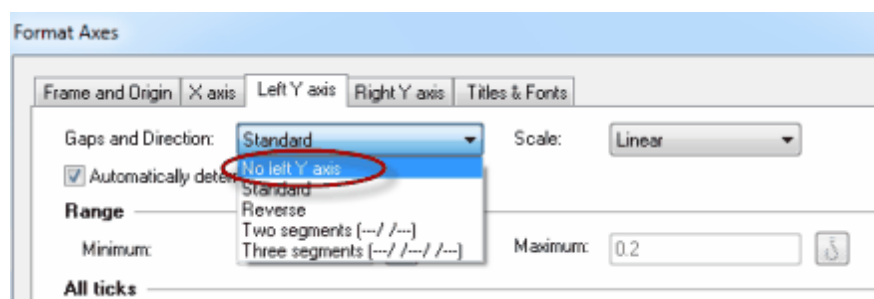 Format Axes
Frame and Origin X axis Left Y axis Right Y axis Titles & Fonts
Gaps and Direction: Standard Scale: Linear
No left Y axis
Automatically
Standard
Range
Reverse
Two segments (---/ /---)
Minimum: Three segments (---/ /---/ /---) Maximum: 0.2
All ticks